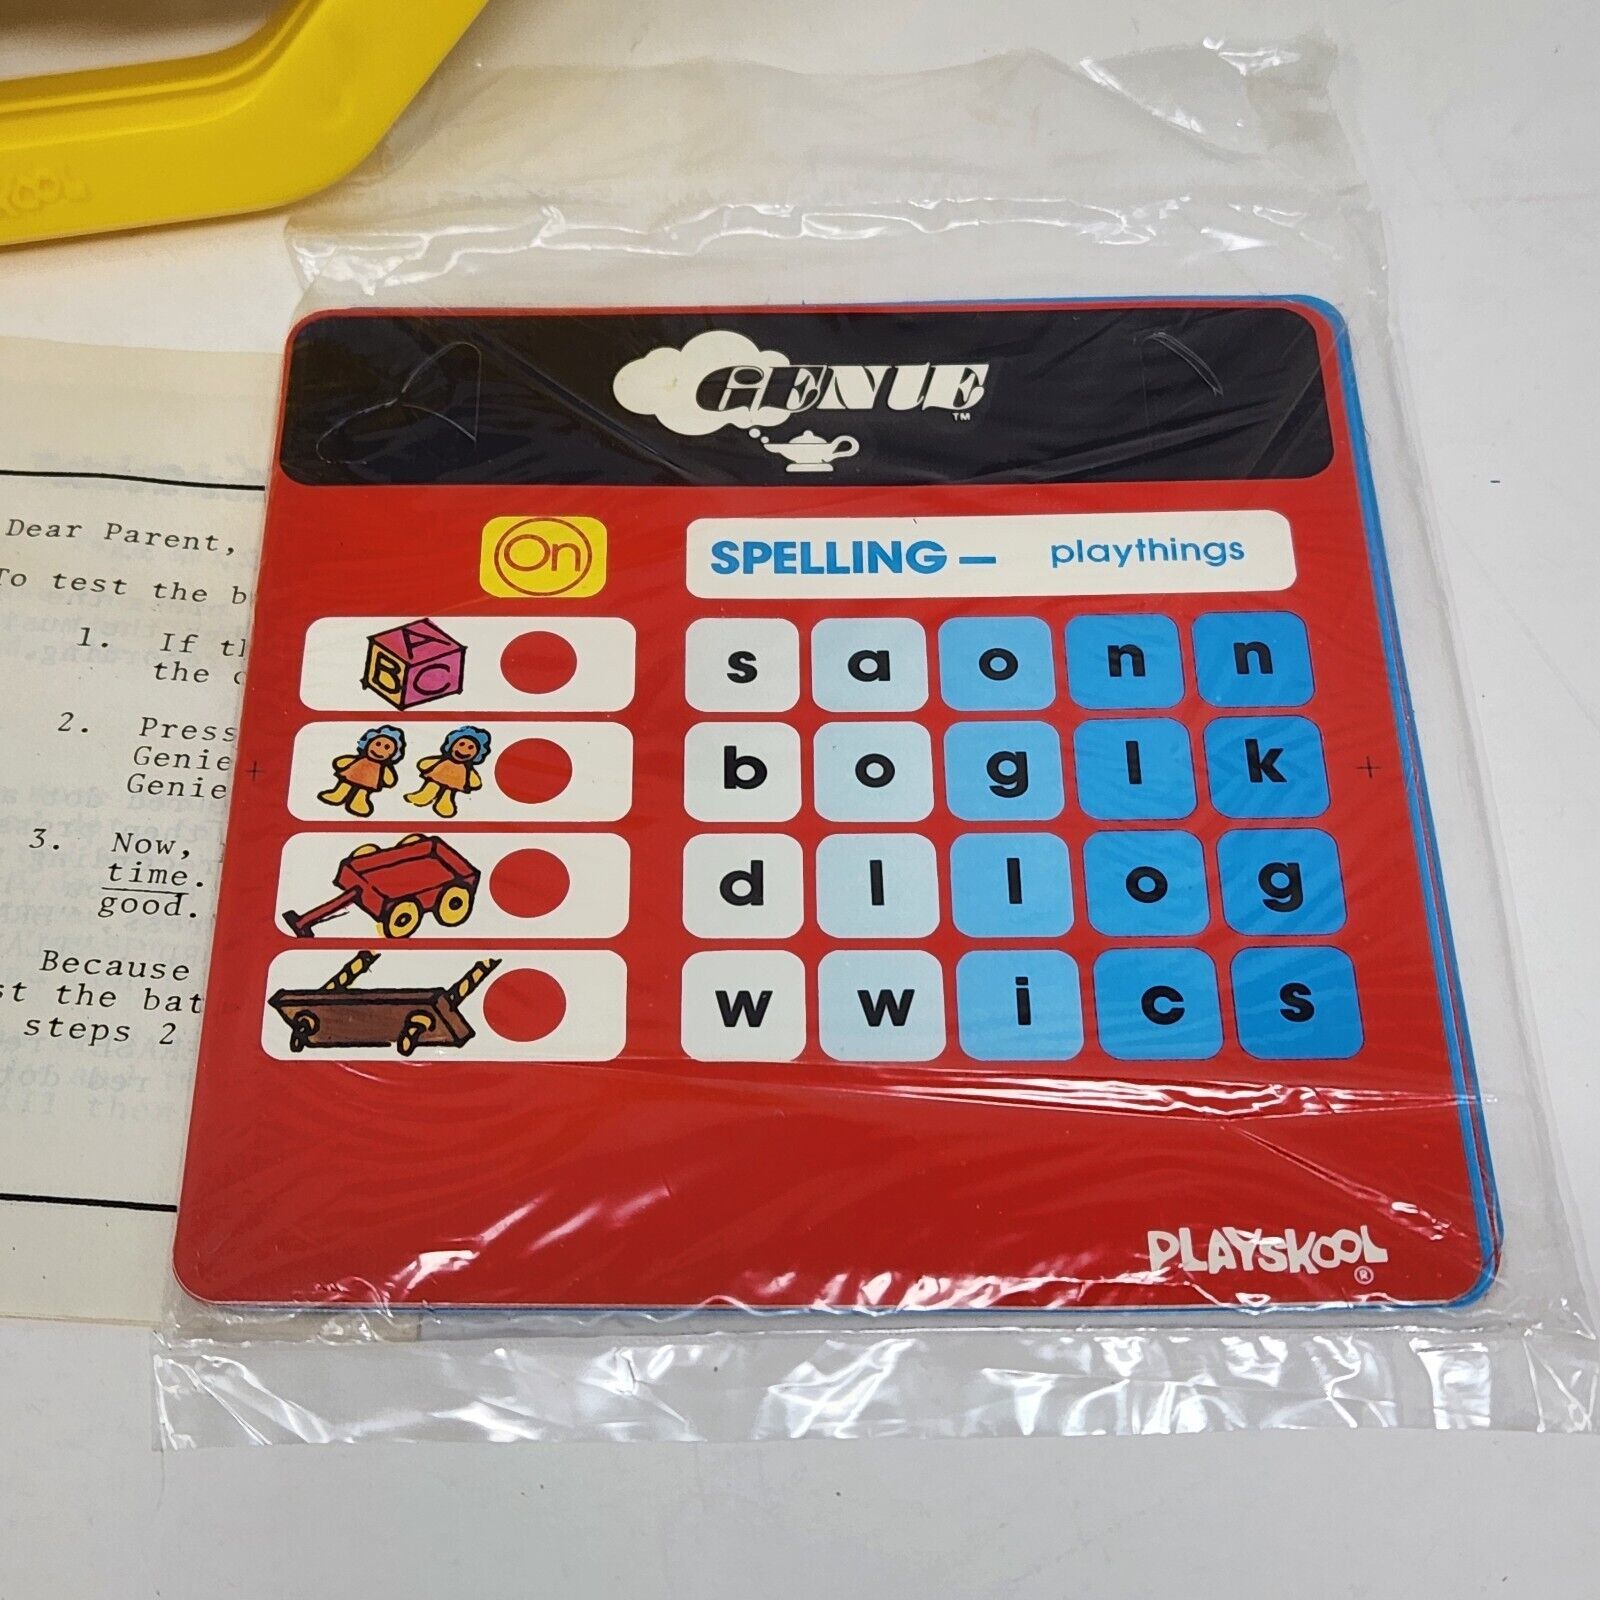 KOOL
Dear Parent,
To test the b
1. If th
the c
2. Press
Genie
Genie
3. Now,
time.
good.
Because
st the bat
steps 2
GENIE
TM
On
SPELLING — playthings
A
B C
s a o n n
b o g l k
d l l o g
w w i c s
PLAYSKOOL
®